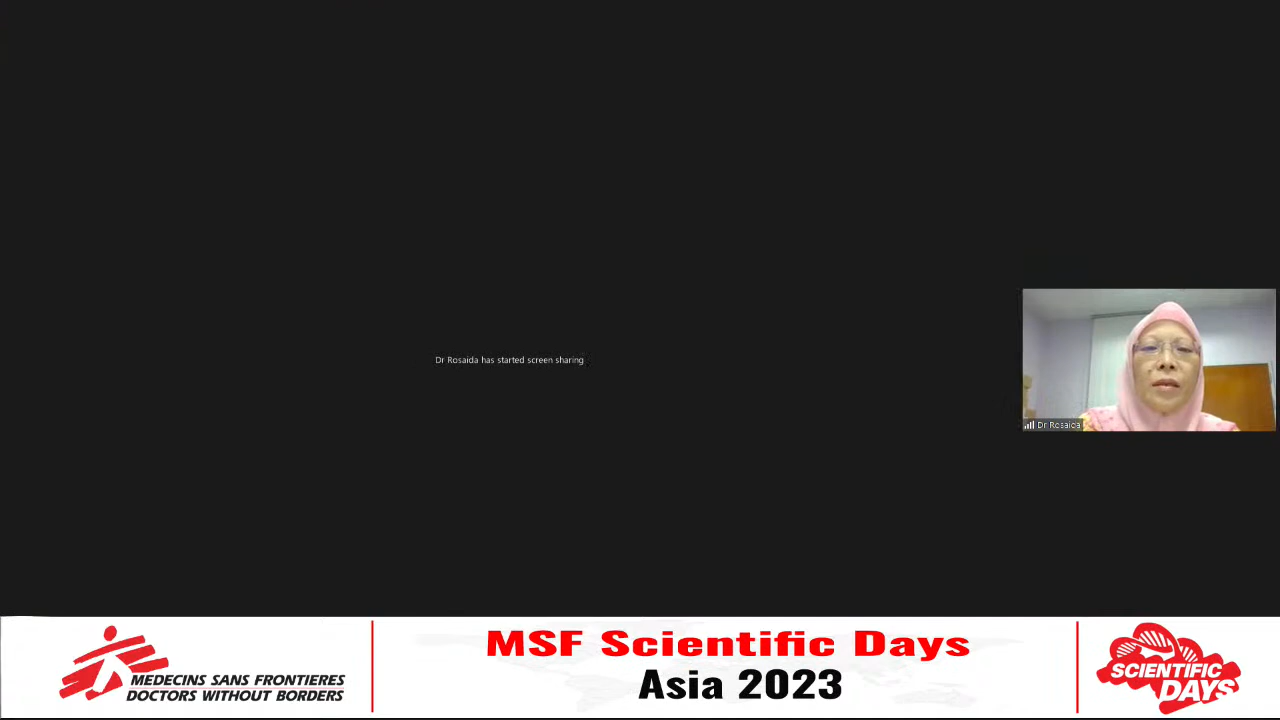 Dr Rosaida has started screen sharing
Dr Rosaida
MEDECINS SANS FRONTIERES
DOCTORS WITHOUT BORDERS
MSF Scientific Days
Asia 2023
SCIENTIFIC
DAYS